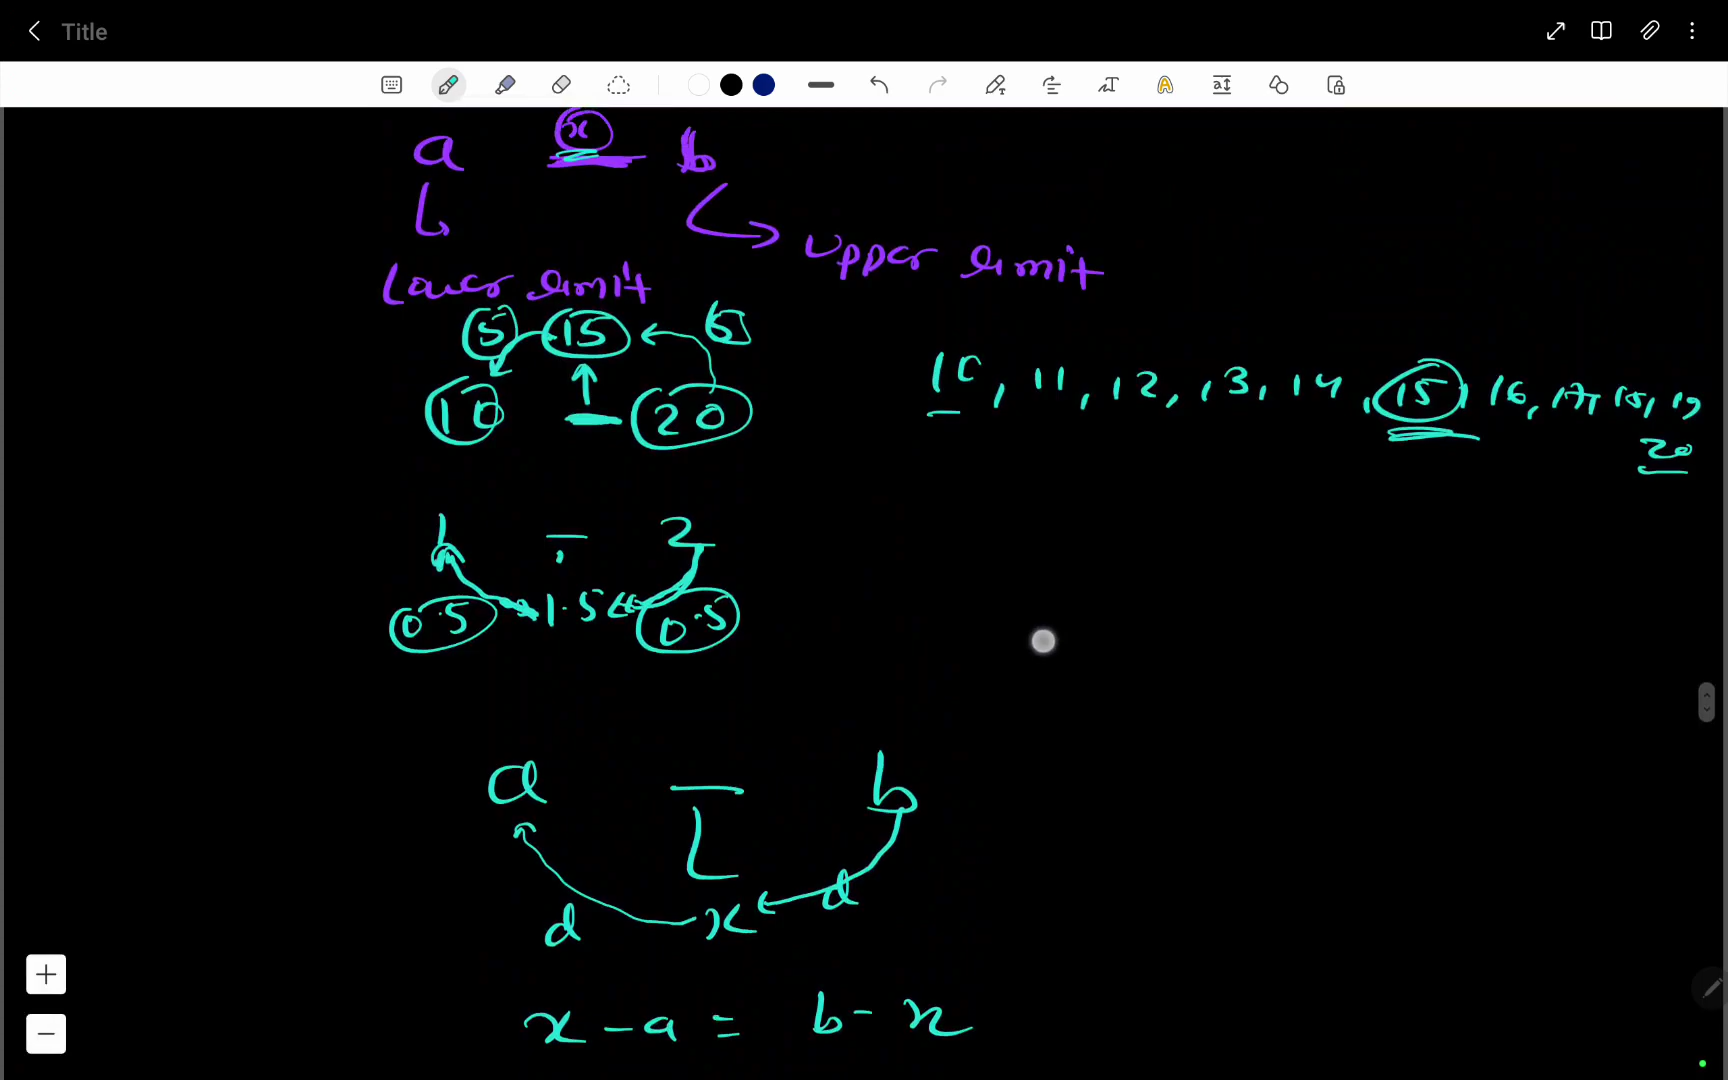 Title
a x b
Lower limit
Upper limit
5 15 5
10 — 20
10, 11, 12, 13, 14, 15, 16, 17, 18, 19,
20
1 — 2
0.5 1.5 0.5
a — b
d x d
x - a = b - x